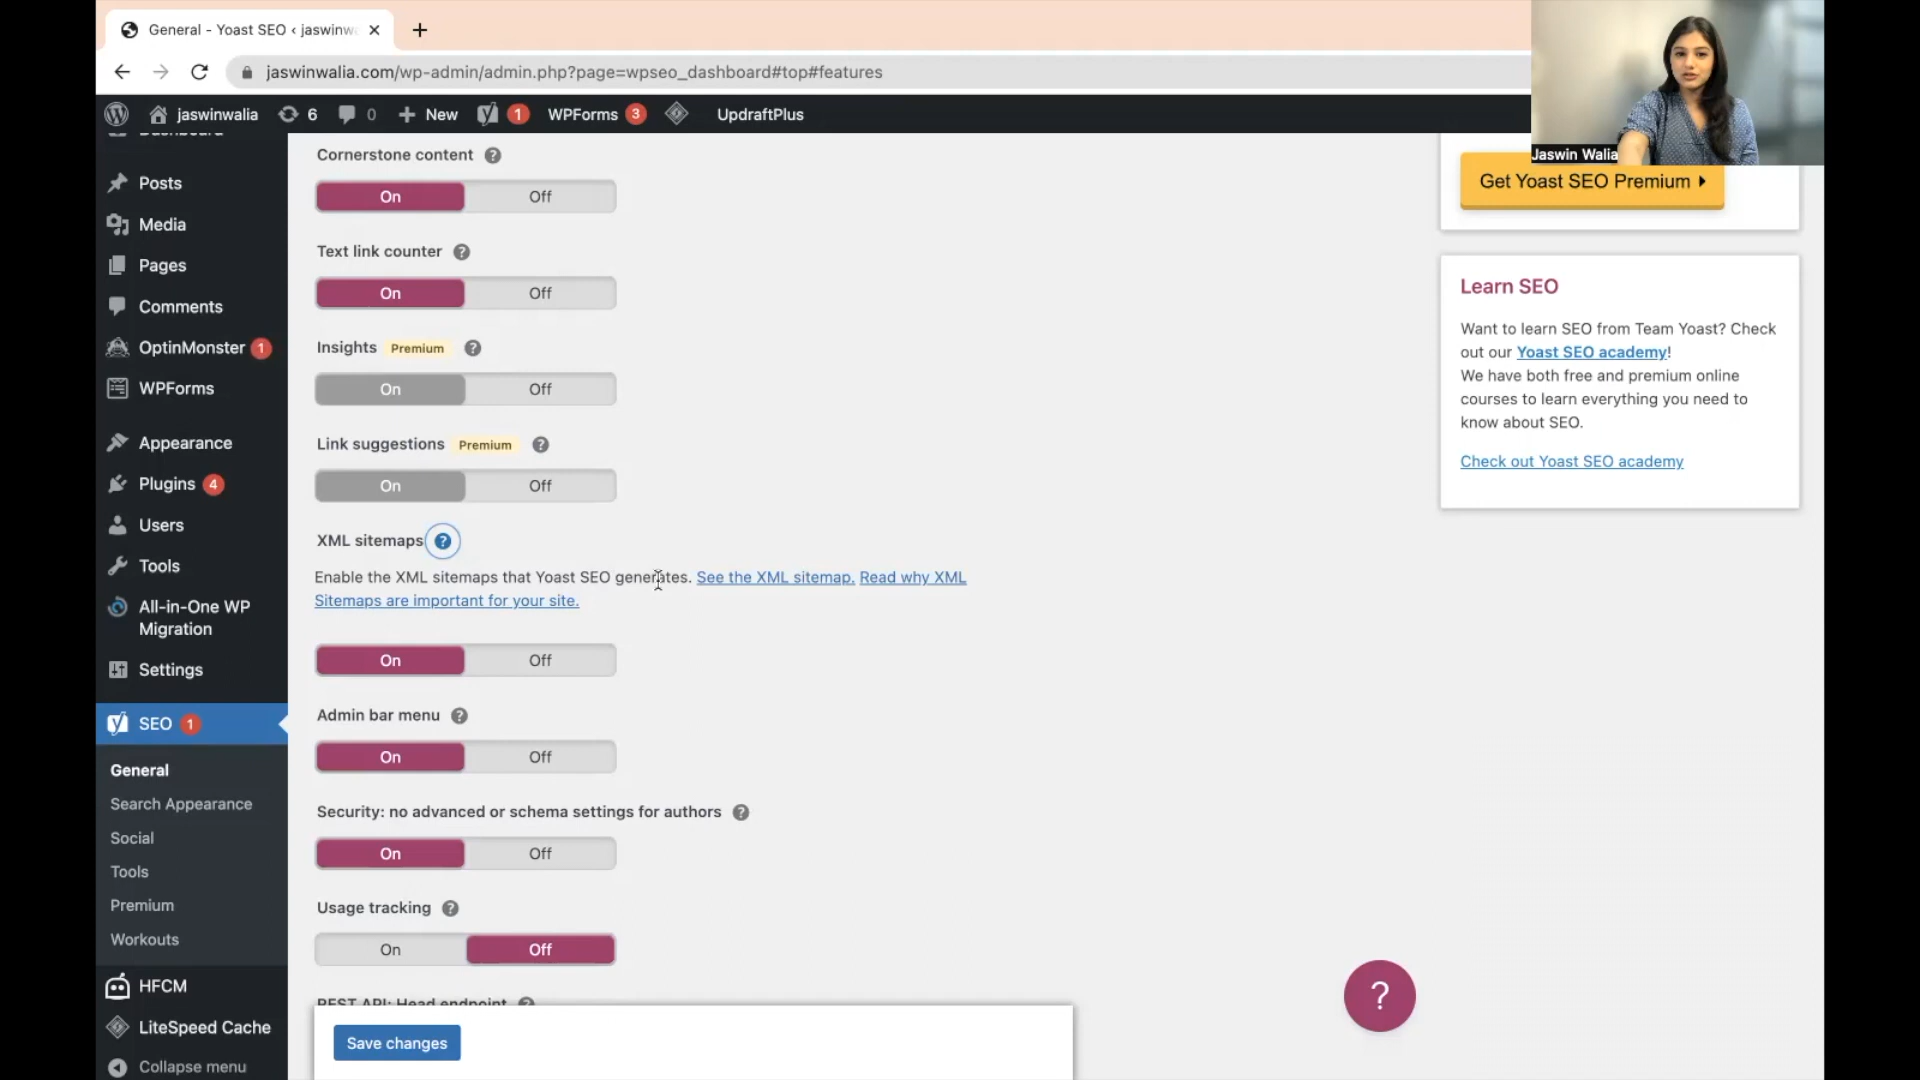 General - Yoast SEO ‹ jaswinwa
jaswinwalia.com/wp-admin/admin.php?page=wpseo_dashboard#top#features
jaswinwalia 6 0 New 1 WPForms 3 UpdraftPlus
Jaswin Walia
Dashboard
Posts
Media
Pages
Comments
OptinMonster 1
WPForms
Appearance
Plugins 4
Users
Tools
All-in-One WP
Migration
Settings
SEO 1
General
Search Appearance
Social
Tools
Premium
Workouts
HFCM
LiteSpeed Cache
Collapse menu
Cornerstone content ?
On Off
Text link counter ?
On Off
Insights Premium ?
On Off
Link suggestions Premium ?
On Off
XML sitemaps ?
Enable the XML sitemaps that Yoast SEO generates. See the XML sitemap. Read why XML
Sitemaps are important for your site.
On Off
Admin bar menu ?
On Off
Security: no advanced or schema settings for authors ?
On Off
Usage tracking ?
On Off
REST API: Head endpoint ?
Save changes
Get Yoast SEO Premium
Learn SEO
Want to learn SEO from Team Yoast? Check
out our Yoast SEO academy!
We have both free and premium online
courses to learn everything you need to
know about SEO.
Check out Yoast SEO academy
?